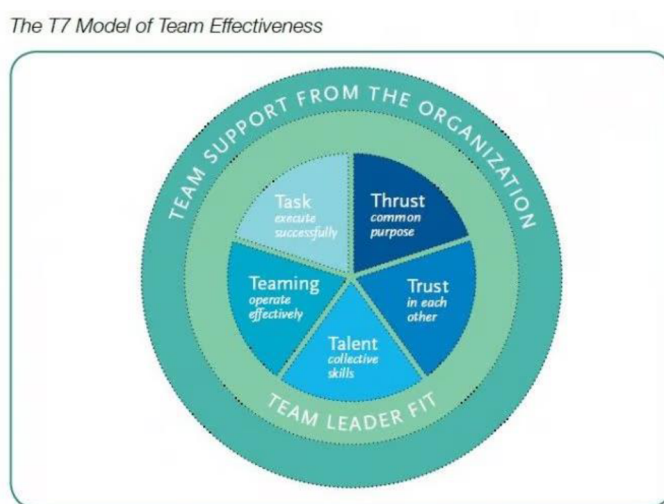 The T7 Model of Team Effectiveness
TEAM SUPPORT FROM THE ORGANIZATION
Task
execute
successfully
Thrust
common
purpose
Teaming
operate
effectively
Trust
in each
other
Talent
collective
skills
TEAM LEADER FIT